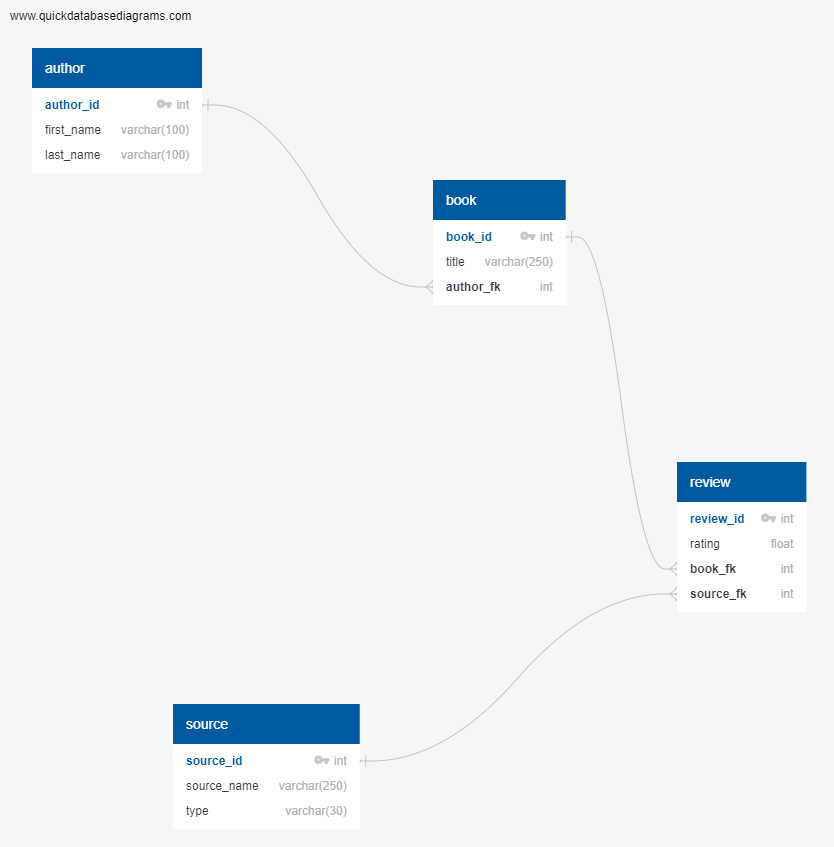 www.quickdatabasediagrams.com
author
author_id int
first_name varchar(100)
last_name varchar(100)
book
book_id int
title varchar(250)
author_fk int
review
review_id int
rating float
book_fk int
source_fk int
source
source_id int
source_name varchar(250)
type varchar(30)